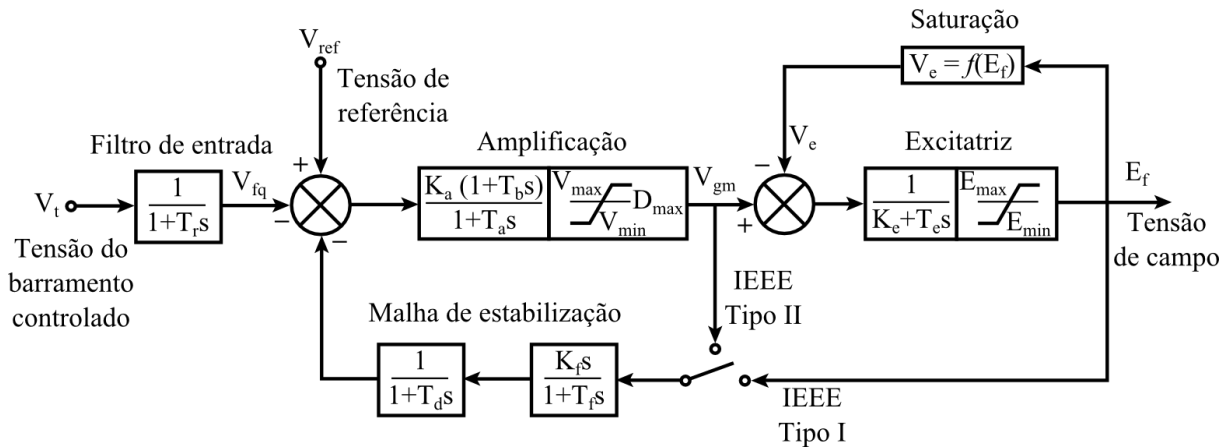 Saturação
V_ref
V_e = f(E_f)
Tensão de
referência
V_e
Filtro de entrada
Amplificação
Excitatriz
+
−
V_t
1
1+T_r s
V_fq
−
−
K_a (1+T_b s)
1+T_a s
V_max
V_min
D_max
V_gm
+
1
K_e+T_e s
E_max
E_min
E_f
Tensão
de campo
Tensão do
barramento
controlado
IEEE
Tipo II
Malha de estabilização
1
1+T_d s
K_f s
1+T_f s
IEEE
Tipo I